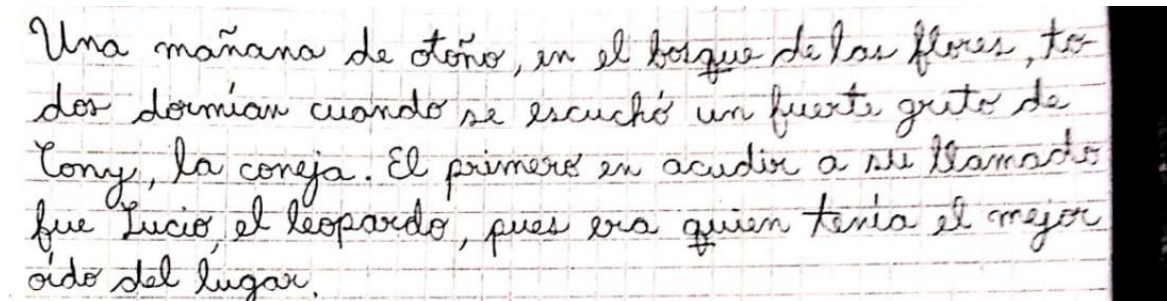 Una mañana de otoño, en el bosque de las flores, to-
dos dormían cuando se escuchó un fuerte grito de
Cony, la coneja. El primero en acudir a su llamado
fue Lucio, el leopardo, pues era quien tenía el mejor
oído del lugar.